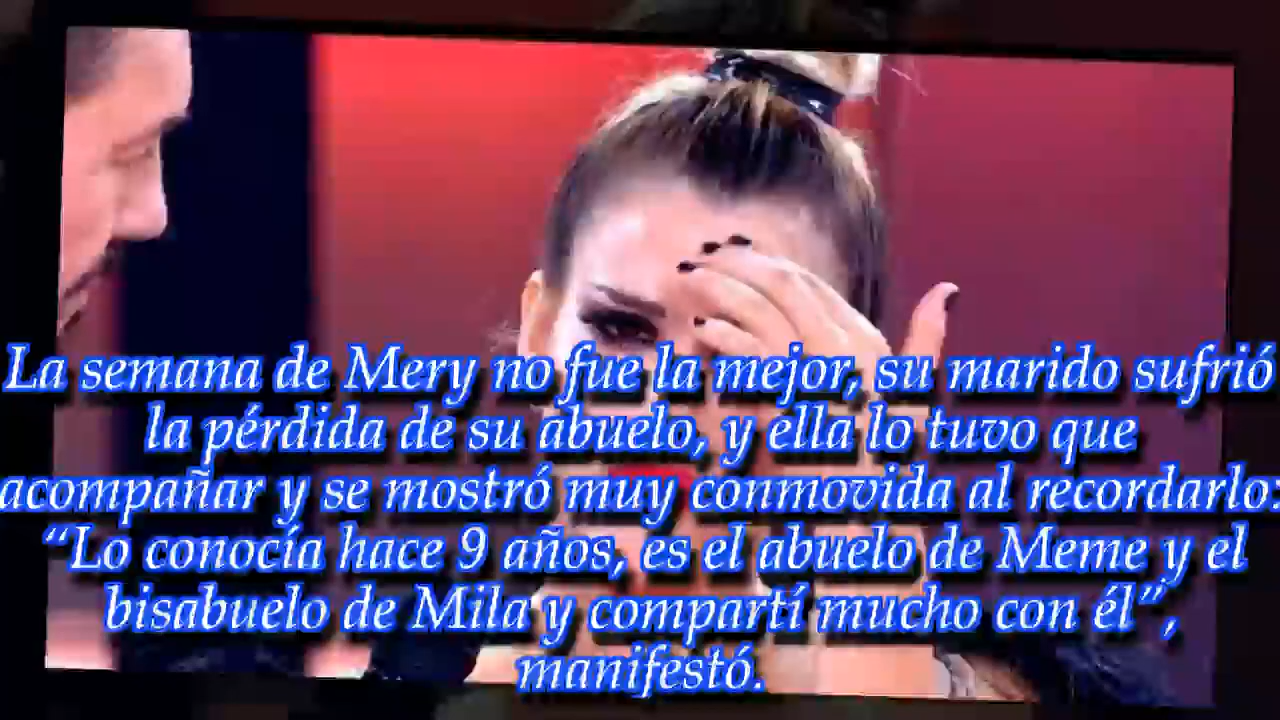 La semana de Mery no fue la mejor, su marido sufrió
la pérdida de su abuelo, y ella lo tuvo que
acompañar y se mostró muy conmovida al recordarlo:
“Lo conocía hace 9 años, es el abuelo de Meme y el
bisabuelo de Mila y compartí mucho con él”,
manifestó.